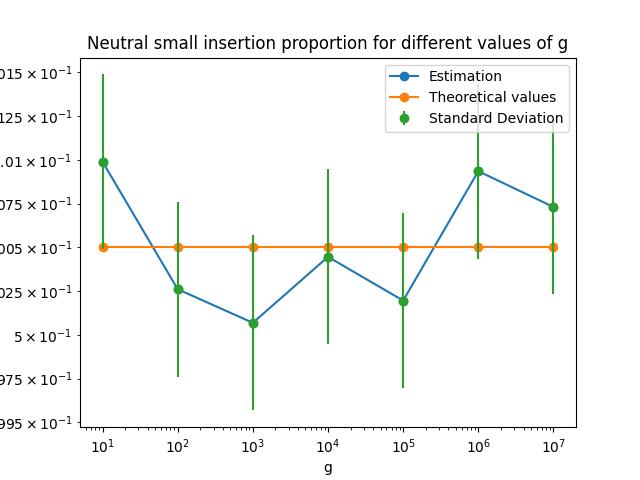 Neutral small insertion proportion for different values of g
015 × 10⁻¹
125 × 10⁻¹
.01 × 10⁻¹
075 × 10⁻¹
005 × 10⁻¹
025 × 10⁻¹
5 × 10⁻¹
975 × 10⁻¹
995 × 10⁻¹
Estimation
Theoretical values
Standard Deviation
10¹ 10² 10³ 10⁴ 10⁵ 10⁶ 10⁷
g